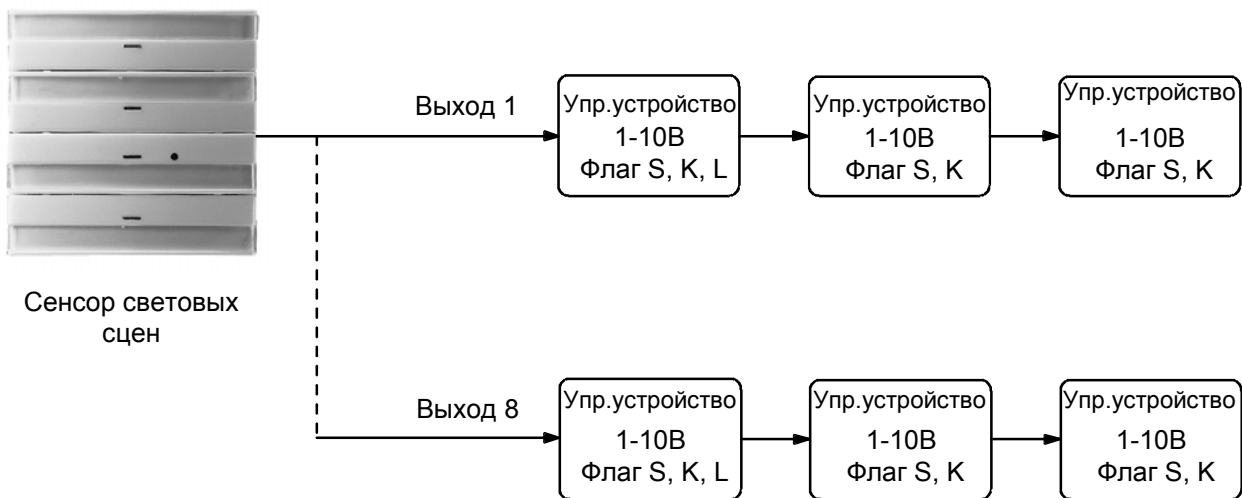 Выход 1
Упр.устройство
1-10В
Флаг S, K, L
Упр.устройство
1-10В
Флаг S, K
Упр.устройство
1-10В
Флаг S, K
Сенсор световых
сцен
Выход 8
Упр.устройство
1-10В
Флаг S, K, L
Упр.устройство
1-10В
Флаг S, K
Упр.устройство
1-10В
Флаг S, K